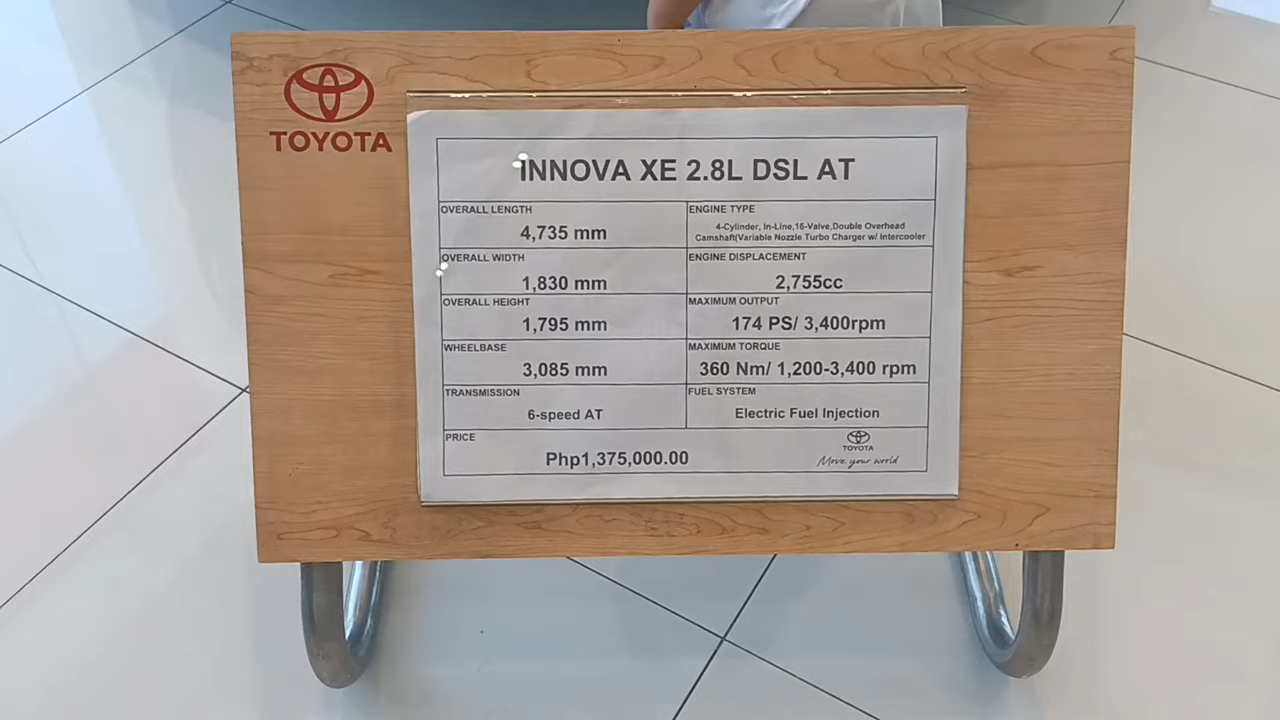 TOYOTA
INNOVA XE 2.8L DSL AT
OVERALL LENGTH
4,735 mm
ENGINE TYPE
4-Cylinder, In-Line,16-Valve,Double Overhead
Camshaft(Variable Nozzle Turbo Charger w/ Intercooler
OVERALL WIDTH
1,830 mm
ENGINE DISPLACEMENT
2,755cc
OVERALL HEIGHT
1,795 mm
MAXIMUM OUTPUT
174 PS/ 3,400rpm
WHEELBASE
3,085 mm
MAXIMUM TORQUE
360 Nm/ 1,200-3,400 rpm
TRANSMISSION
6-speed AT
FUEL SYSTEM
Electric Fuel Injection
PRICE
Php1,375,000.00
TOYOTA
Move your world